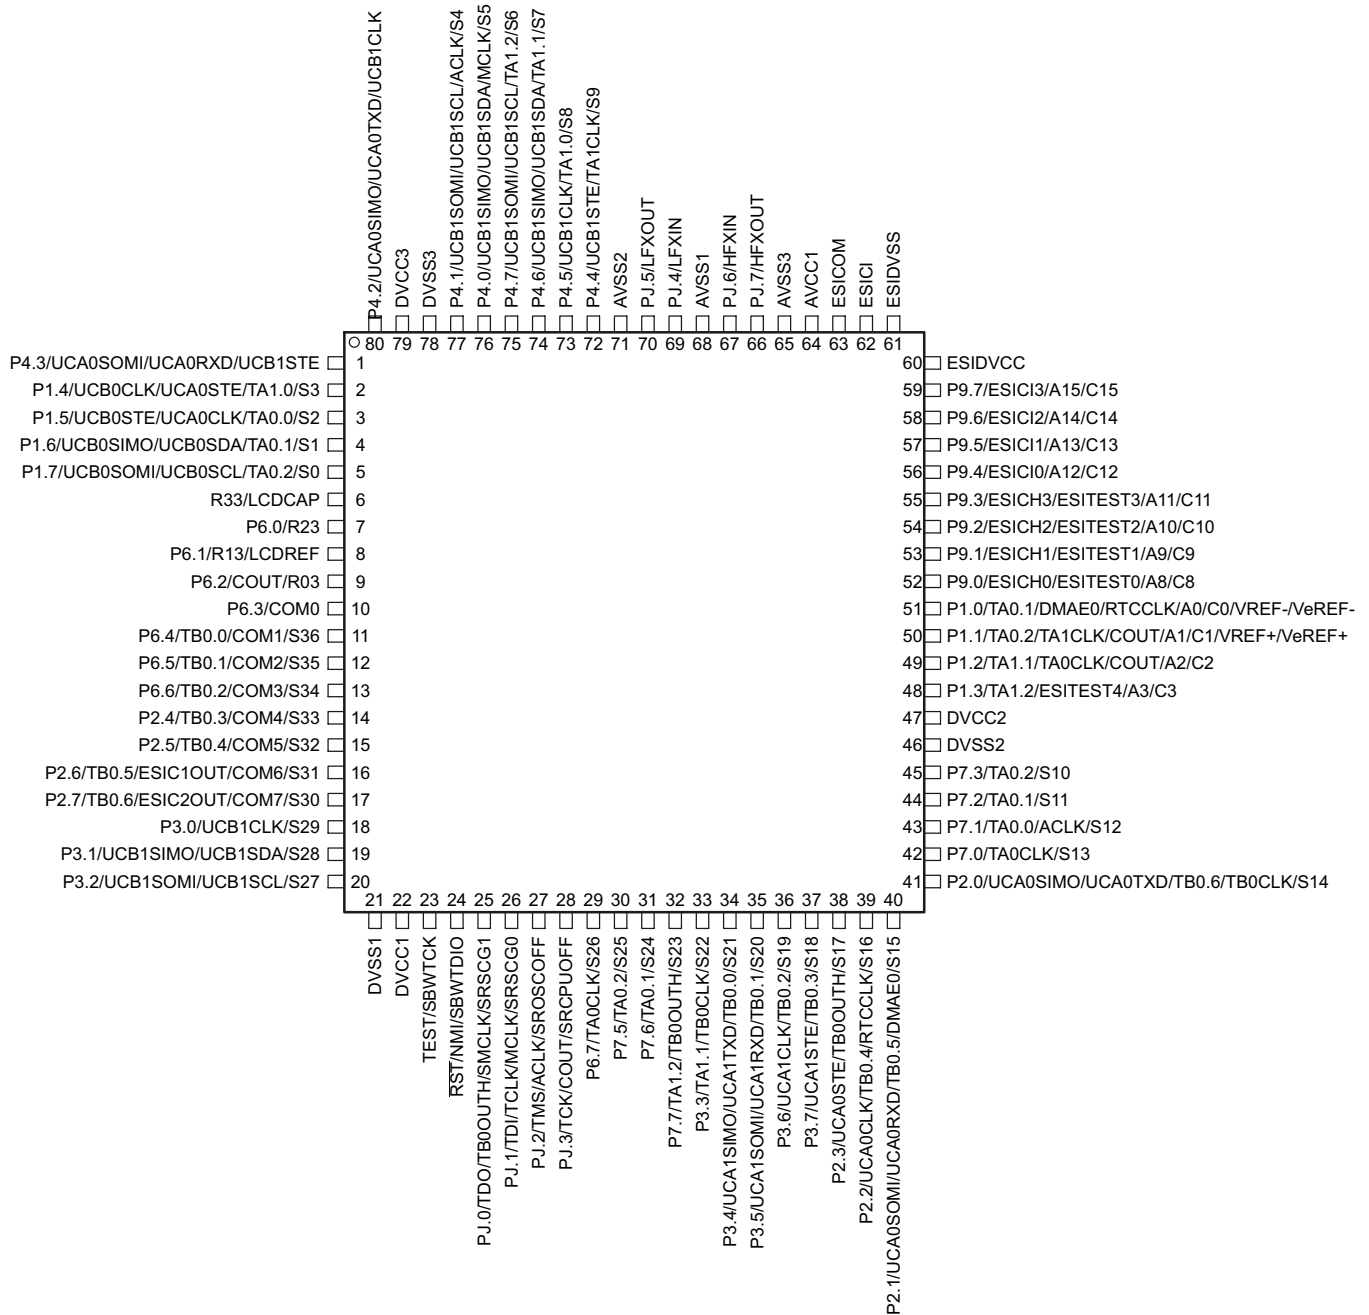 P4.2/UCA0SIMO/UCA0TXD/UCB1CLK
DVCC3
DVSS3
P4.1/UCB1SOMI/UCB1SCL/ACLK/S4
P4.0/UCB1SIMO/UCB1SDA/MCLK/S5
P4.7/UCB1SOMI/UCB1SCL/TA1.2/S6
P4.6/UCB1SIMO/UCB1SDA/TA1.1/S7
P4.5/UCB1CLK/TA1.0/S8
P4.4/UCB1STE/TA1CLK/S9
AVSS2
PJ.5/LFXOUT
PJ.4/LFXIN
AVSS1
PJ.6/HFXIN
PJ.7/HFXOUT
AVSS3
AVCC1
ESICOM
ESICI
ESIDVSS
80 79 78 77 76 75 74 73 72 71 70 69 68 67 66 65 64 63 62 61
P4.3/UCA0SOMI/UCA0RXD/UCB1STE 1
P1.4/UCB0CLK/UCA0STE/TA1.0/S3 2
P1.5/UCB0STE/UCA0CLK/TA0.0/S2 3
P1.6/UCB0SIMO/UCB0SDA/TA0.1/S1 4
P1.7/UCB0SOMI/UCB0SCL/TA0.2/S0 5
R33/LCDCAP 6
P6.0/R23 7
P6.1/R13/LCDREF 8
P6.2/COUT/R03 9
P6.3/COM0 10
P6.4/TB0.0/COM1/S36 11
P6.5/TB0.1/COM2/S35 12
P6.6/TB0.2/COM3/S34 13
P2.4/TB0.3/COM4/S33 14
P2.5/TB0.4/COM5/S32 15
P2.6/TB0.5/ESIC1OUT/COM6/S31 16
P2.7/TB0.6/ESIC2OUT/COM7/S30 17
P3.0/UCB1CLK/S29 18
P3.1/UCB1SIMO/UCB1SDA/S28 19
P3.2/UCB1SOMI/UCB1SCL/S27 20
60 ESIDVCC
59 P9.7/ESICI3/A15/C15
58 P9.6/ESICI2/A14/C14
57 P9.5/ESICI1/A13/C13
56 P9.4/ESICI0/A12/C12
55 P9.3/ESICH3/ESITEST3/A11/C11
54 P9.2/ESICH2/ESITEST2/A10/C10
53 P9.1/ESICH1/ESITEST1/A9/C9
52 P9.0/ESICH0/ESITEST0/A8/C8
51 P1.0/TA0.1/DMAE0/RTCCLK/A0/C0/VREF-/VeREF-
50 P1.1/TA0.2/TA1CLK/COUT/A1/C1/VREF+/VeREF+
49 P1.2/TA1.1/TA0CLK/COUT/A2/C2
48 P1.3/TA1.2/ESITEST4/A3/C3
47 DVCC2
46 DVSS2
45 P7.3/TA0.2/S10
44 P7.2/TA0.1/S11
43 P7.1/TA0.0/ACLK/S12
42 P7.0/TA0CLK/S13
41 P2.0/UCA0SIMO/UCA0TXD/TB0.6/TB0CLK/S14
21 22 23 24 25 26 27 28 29 30 31 32 33 34 35 36 37 38 39 40
DVSS1
DVCC1
TEST/SBWTCK
RST/NMI/SBWTDIO
PJ.0/TDO/TB0OUTH/SMCLK/SRSCG1
PJ.1/TDI/TCLK/MCLK/SRSCG0
PJ.2/TMS/ACLK/SROSCOFF
PJ.3/TCK/COUT/SRCPUOFF
P6.7/TA0CLK/S26
P7.5/TA0.2/S25
P7.6/TA0.1/S24
P7.7/TA1.2/TB0OUTH/S23
P3.3/TA1.1/TB0CLK/S22
P3.4/UCA1SIMO/UCA1TXD/TB0.0/S21
P3.5/UCA1SOMI/UCA1RXD/TB0.1/S20
P3.6/UCA1CLK/TB0.2/S19
P3.7/UCA1STE/TB0.3/S18
P2.3/UCA0STE/TB0OUTH/S17
P2.2/UCA0CLK/TB0.4/RTCCLK/S16
P2.1/UCA0SOMI/UCA0RXD/TB0.5/DMAE0/S15